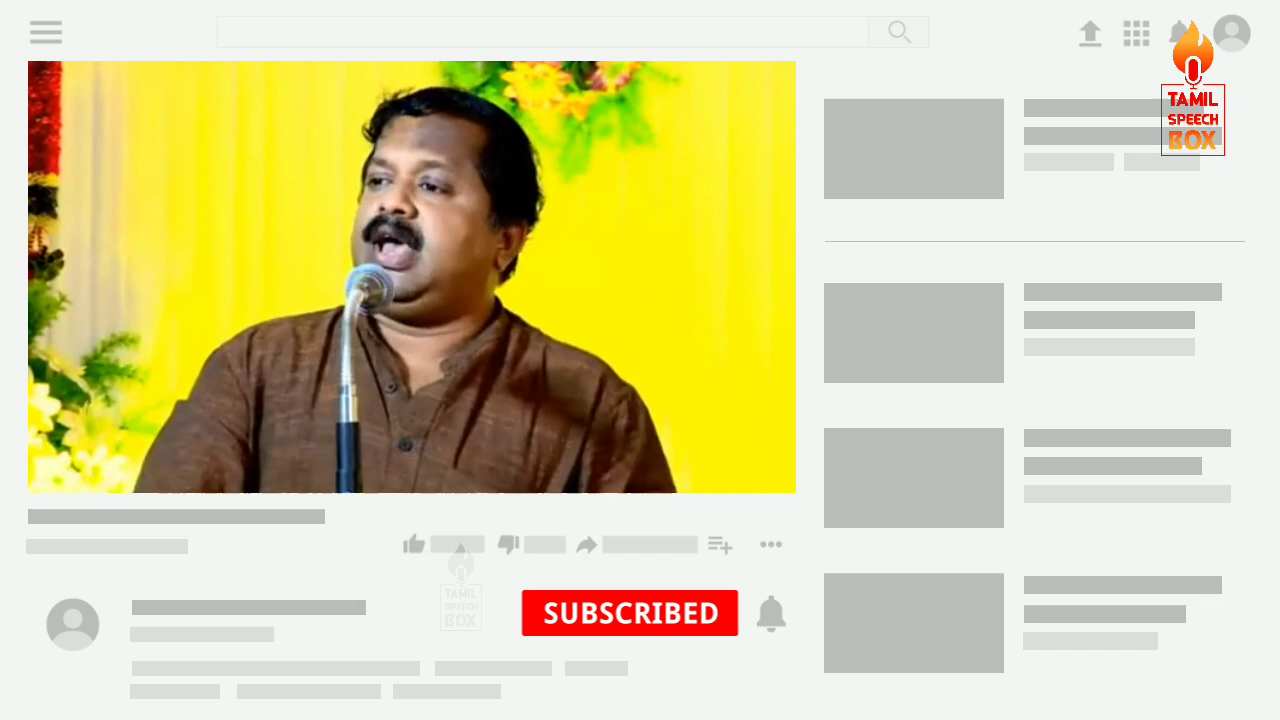 TAMIL
SPEECH
BOX
TAMIL
SPEECH
BOX
SUBSCRIBED